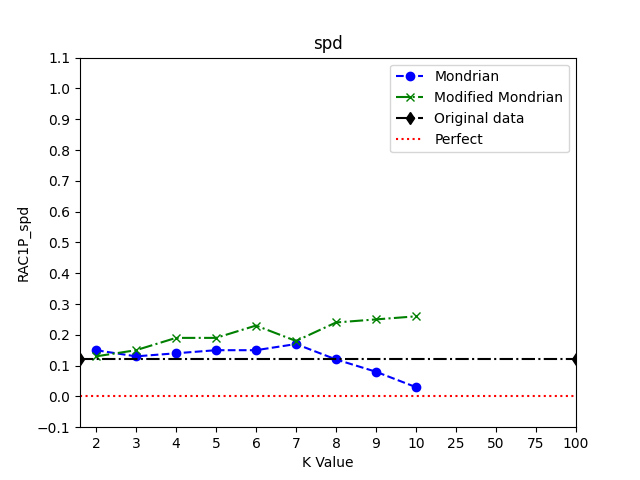 spd
Mondrian
Modified Mondrian
Original data
Perfect
RAC1P_spd
1.1
1.0
0.9
0.8
0.7
0.6
0.5
0.4
0.3
0.2
0.1
0.0
−0.1
2 3 4 5 6 7 8 9 10 25 50 75 100
K Value